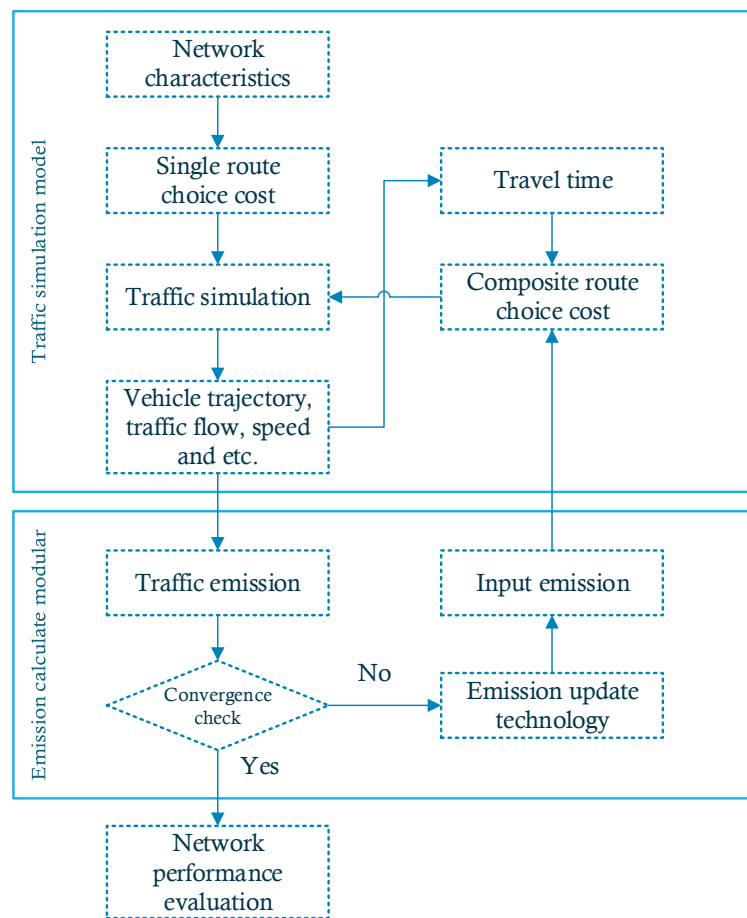 Traffic simulation model
Network
characteristics
Single route
choice cost
Travel time
Traffic simulation
Composite route
choice cost
Vehicle trajectory,
traffic flow, speed
and etc.
Emission calculate modular
Traffic emission
Input emission
Convergence
check
No
Emission update
technology
Yes
Network
performance
evaluation